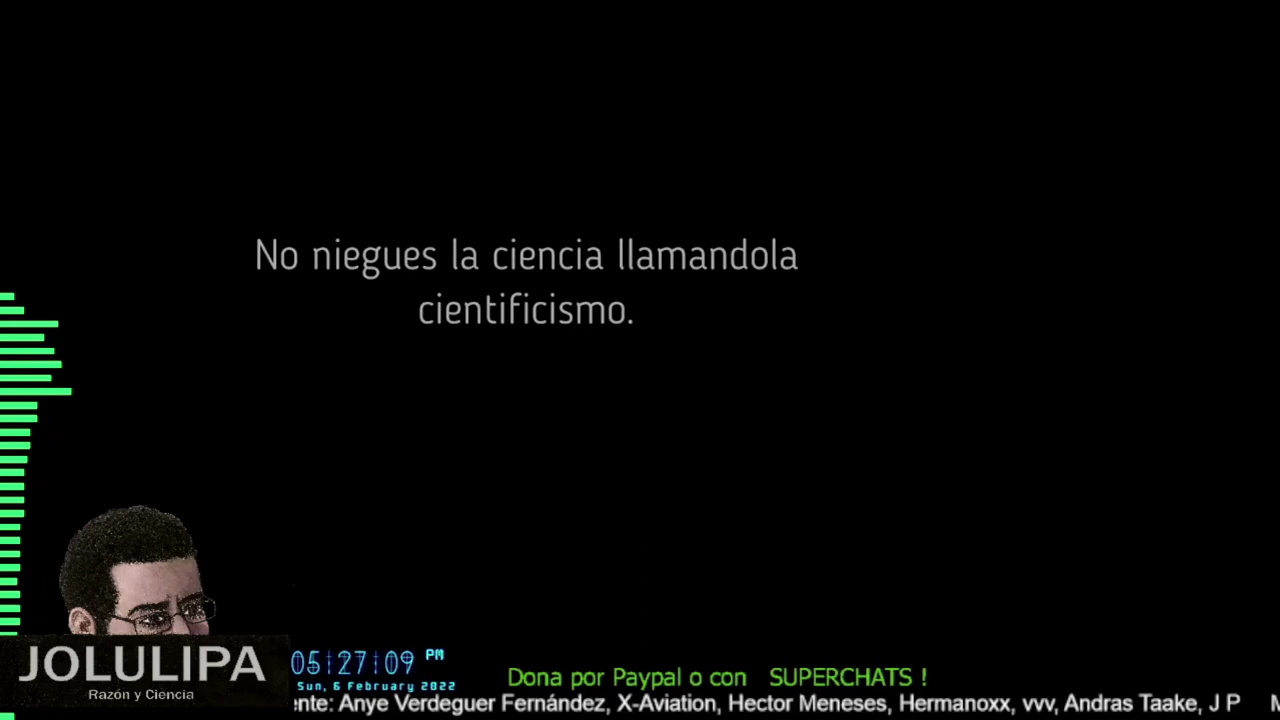 No niegues la ciencia llamandola
cientificismo.
JOLULIPA
Razón y Ciencia
05:27:09 PM
Sun, 6 February 2022
Dona por Paypal o con SUPERCHATS !
ente: Anye Verdeguer Fernández, X-Aviation, Hector Meneses, Hermanoxx, vvv, Andras Taake, J P